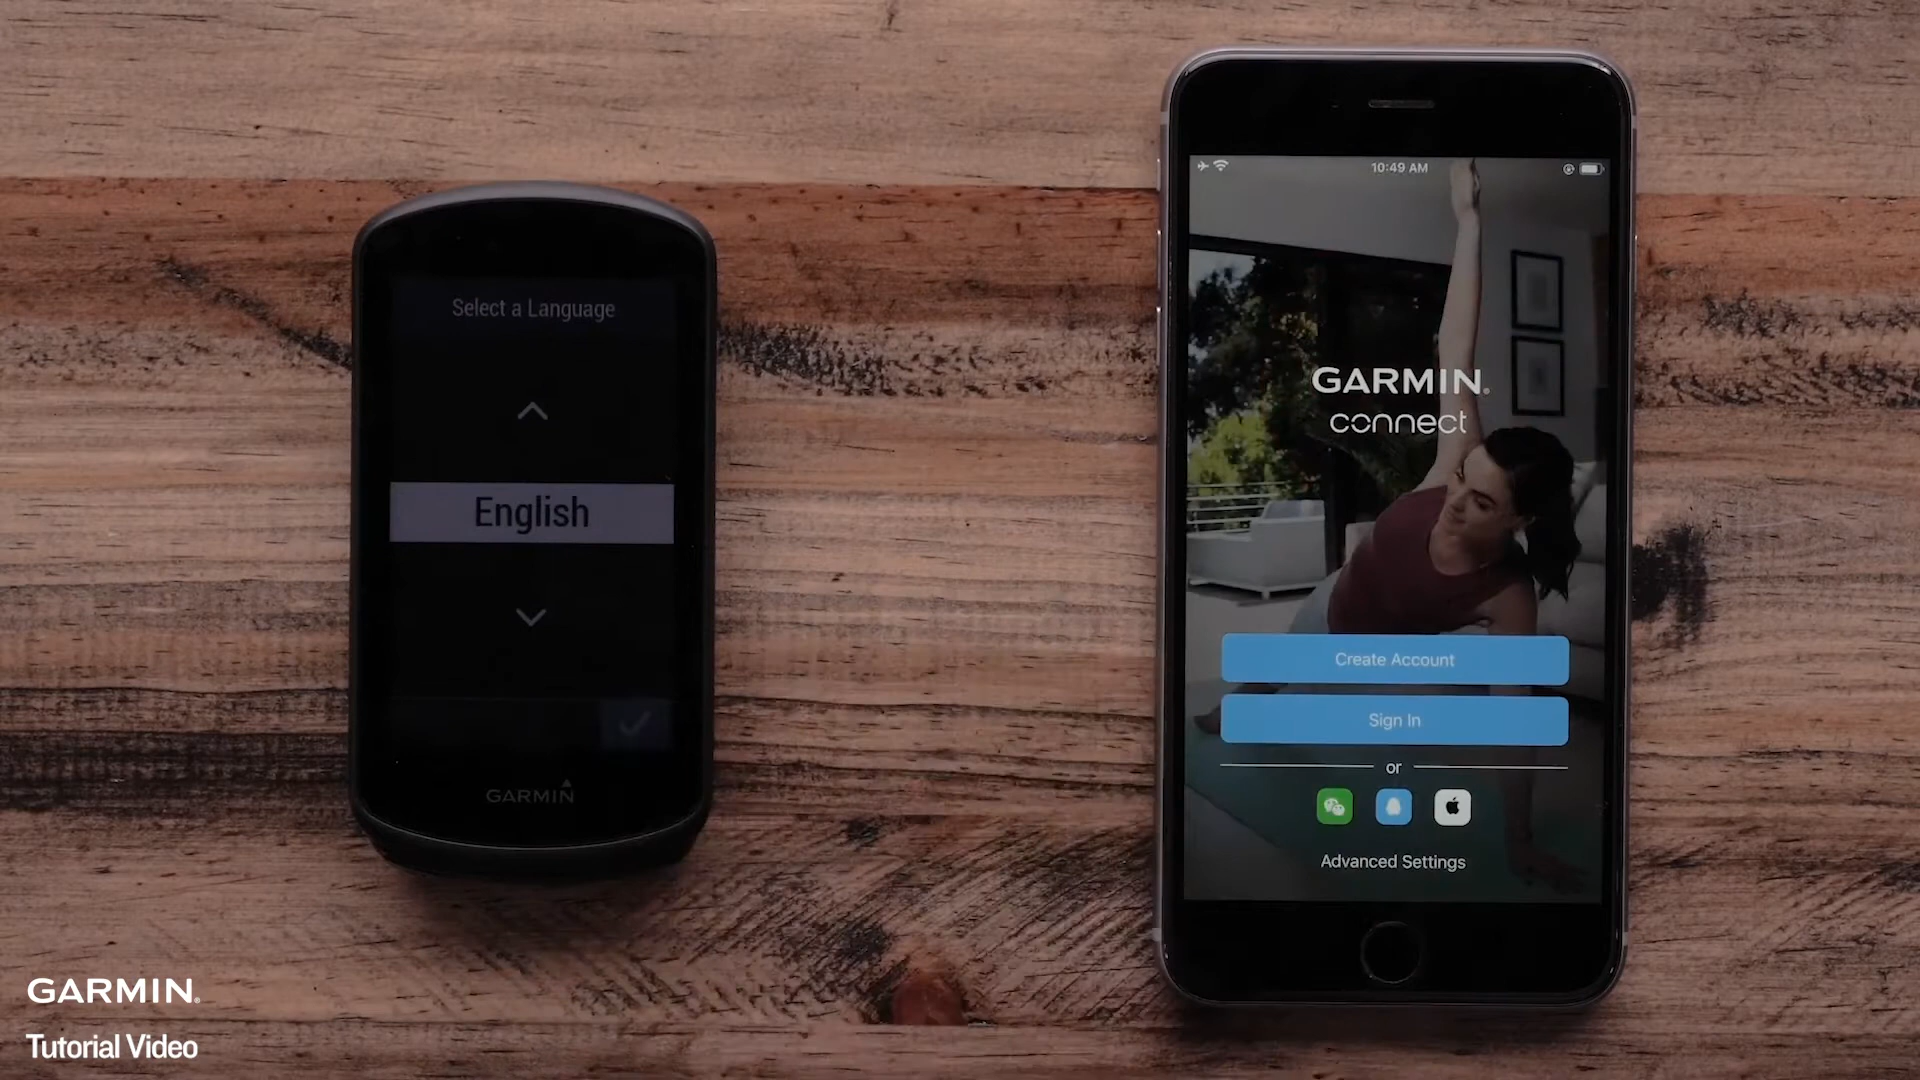 Select a Language
English
GARMIN
10:49 AM
GARMIN®
connect
Create Account
Sign In
or
Advanced Settings
GARMIN®
Tutorial Video